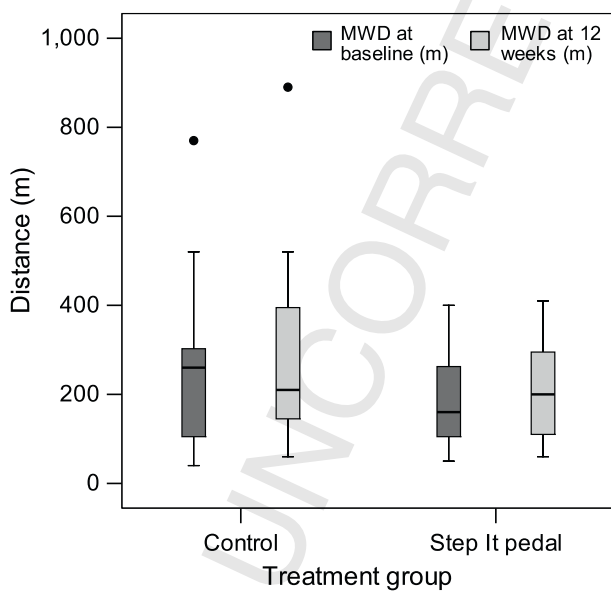 1,000
MWD at
baseline (m)
MWD at 12
weeks (m)
800
600
400
200
0
Distance (m)
Control
Step It pedal
Treatment group
UNCORRE